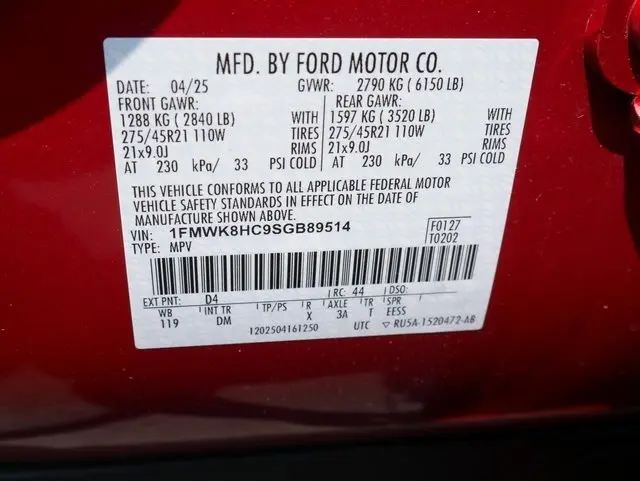 MFD. BY FORD MOTOR CO.
DATE: 04/25 GVWR: 2790 KG ( 6150 LB)
FRONT GAWR: REAR GAWR:
1288 KG ( 2840 LB) WITH 1597 KG ( 3520 LB) WITH
275/45R21 110W TIRES 275/45R21 110W TIRES
21x9.0J RIMS 21x9.0J RIMS
AT 230 kPa/ 33 PSI COLD AT 230 kPa/ 33 PSI COLD
THIS VEHICLE CONFORMS TO ALL APPLICABLE FEDERAL MOTOR
VEHICLE SAFETY STANDARDS IN EFFECT ON THE DATE OF
MANUFACTURE SHOWN ABOVE.
VIN: 1FMWK8HC9SGB89514 F0127
TYPE: MPV T0202
EXT PNT: D4 RC: 44 DSO:
WB INT TR TP/PS R AXLE TR SPR
119 DM X 3A T EESS
1202504161250 UTC ▽ RU5A-1520472-AB